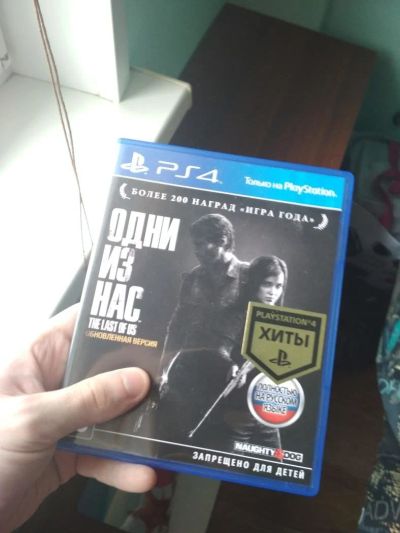 PS4
Только на PlayStation.
БОЛЕЕ 200 НАГРАД «ИГРА ГОДА»
ОДНИ
ИЗ
НАС
THE LAST OF US
ОБНОВЛЕННАЯ ВЕРСИЯ
PLAYSTATION®4
ХИТЫ
ПОЛНОСТЬЮ
НА РУССКОМ
ЯЗЫКЕ
NAUGHTY DOG
ЗАПРЕЩЕНО ДЛЯ ДЕТЕЙ